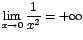 lim_{x→0} 1/x² = +∞